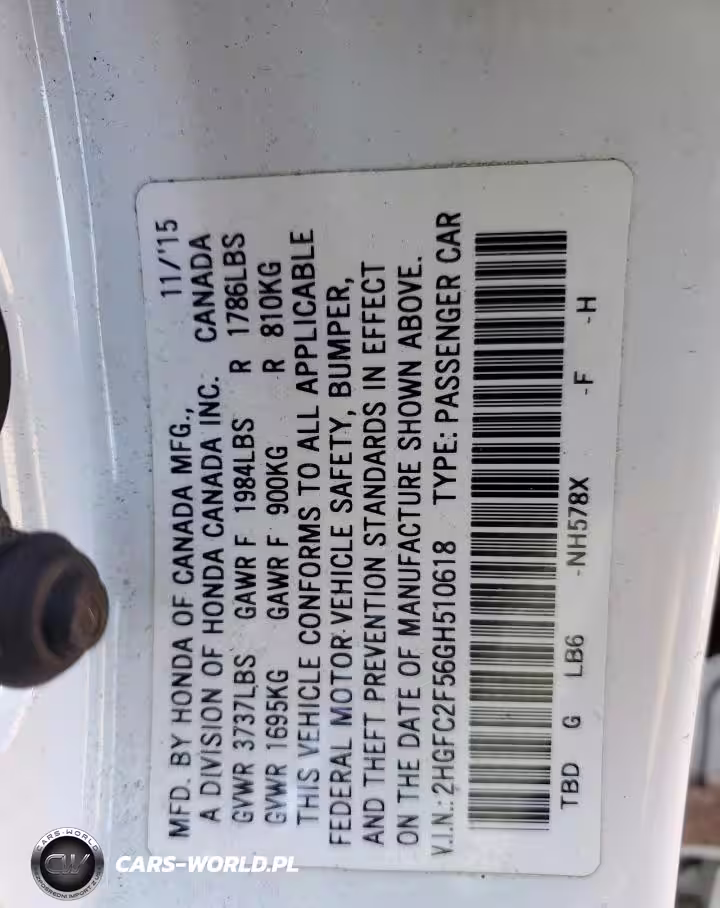 MFD. BY HONDA OF CANADA MFG., 11/'15
A DIVISION OF HONDA CANADA INC. CANADA
GVWR 3737LBS GAWR F 1984LBS R 1786LBS
GVWR 1695KG GAWR F 900KG R 810KG
THIS VEHICLE CONFORMS TO ALL APPLICABLE
FEDERAL MOTOR VEHICLE SAFETY, BUMPER,
AND THEFT PREVENTION STANDARDS IN EFFECT
ON THE DATE OF MANUFACTURE SHOWN ABOVE.
V.I.N.: 2HGFC2F56GH510618 TYPE: PASSENGER CAR
TBD G LB6 -NH578X -F -H
CARS-WORLD
CW
CARS-WORLD.PL